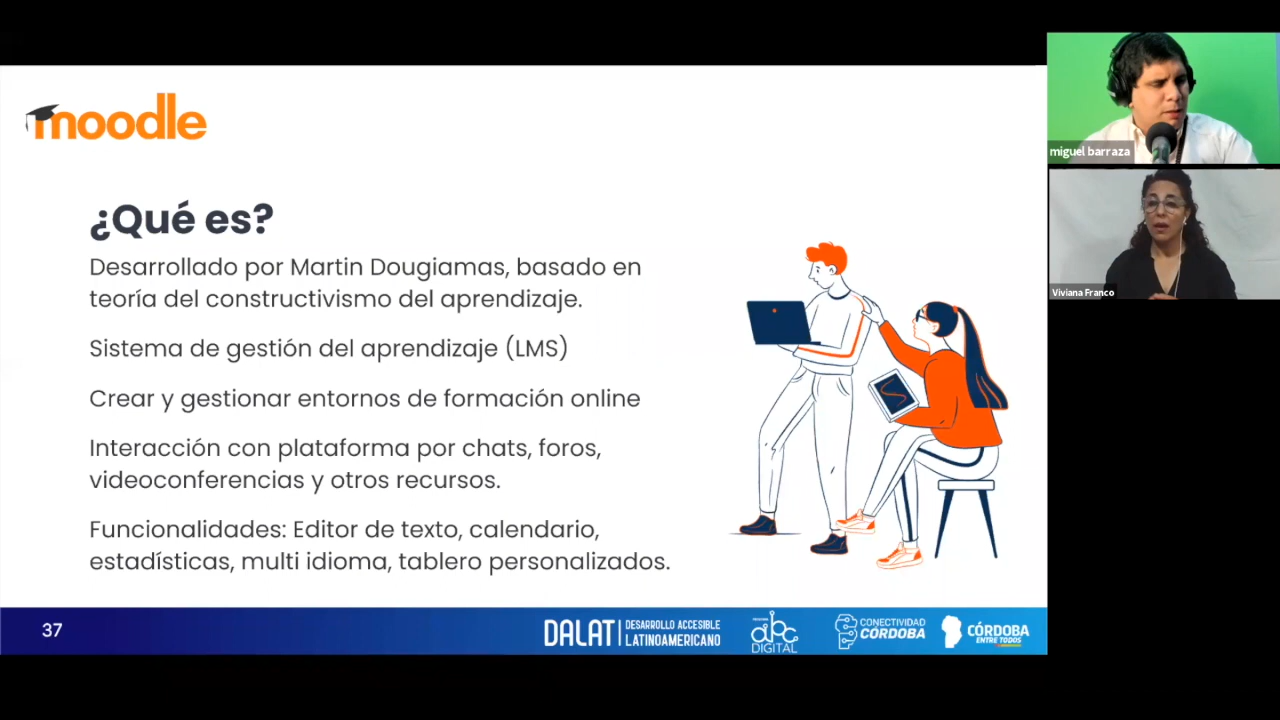 moodle
¿Qué es?
Desarrollado por Martin Dougiamas, basado en
teoría del constructivismo del aprendizaje.
Sistema de gestión del aprendizaje (LMS)
Crear y gestionar entornos de formación online
Interacción con plataforma por chats, foros,
videoconferencias y otros recursos.
Funcionalidades: Editor de texto, calendario,
estadísticas, multi idioma, tablero personalizados.
37
DALAT
DESARROLLO ACCESIBLE
LATINOAMERICANO
abc
DIGITAL
CONECTIVIDAD
CÓRDOBA
CÓRDOBA
ENTRE TODOS
miguel barraza
Viviana Franco